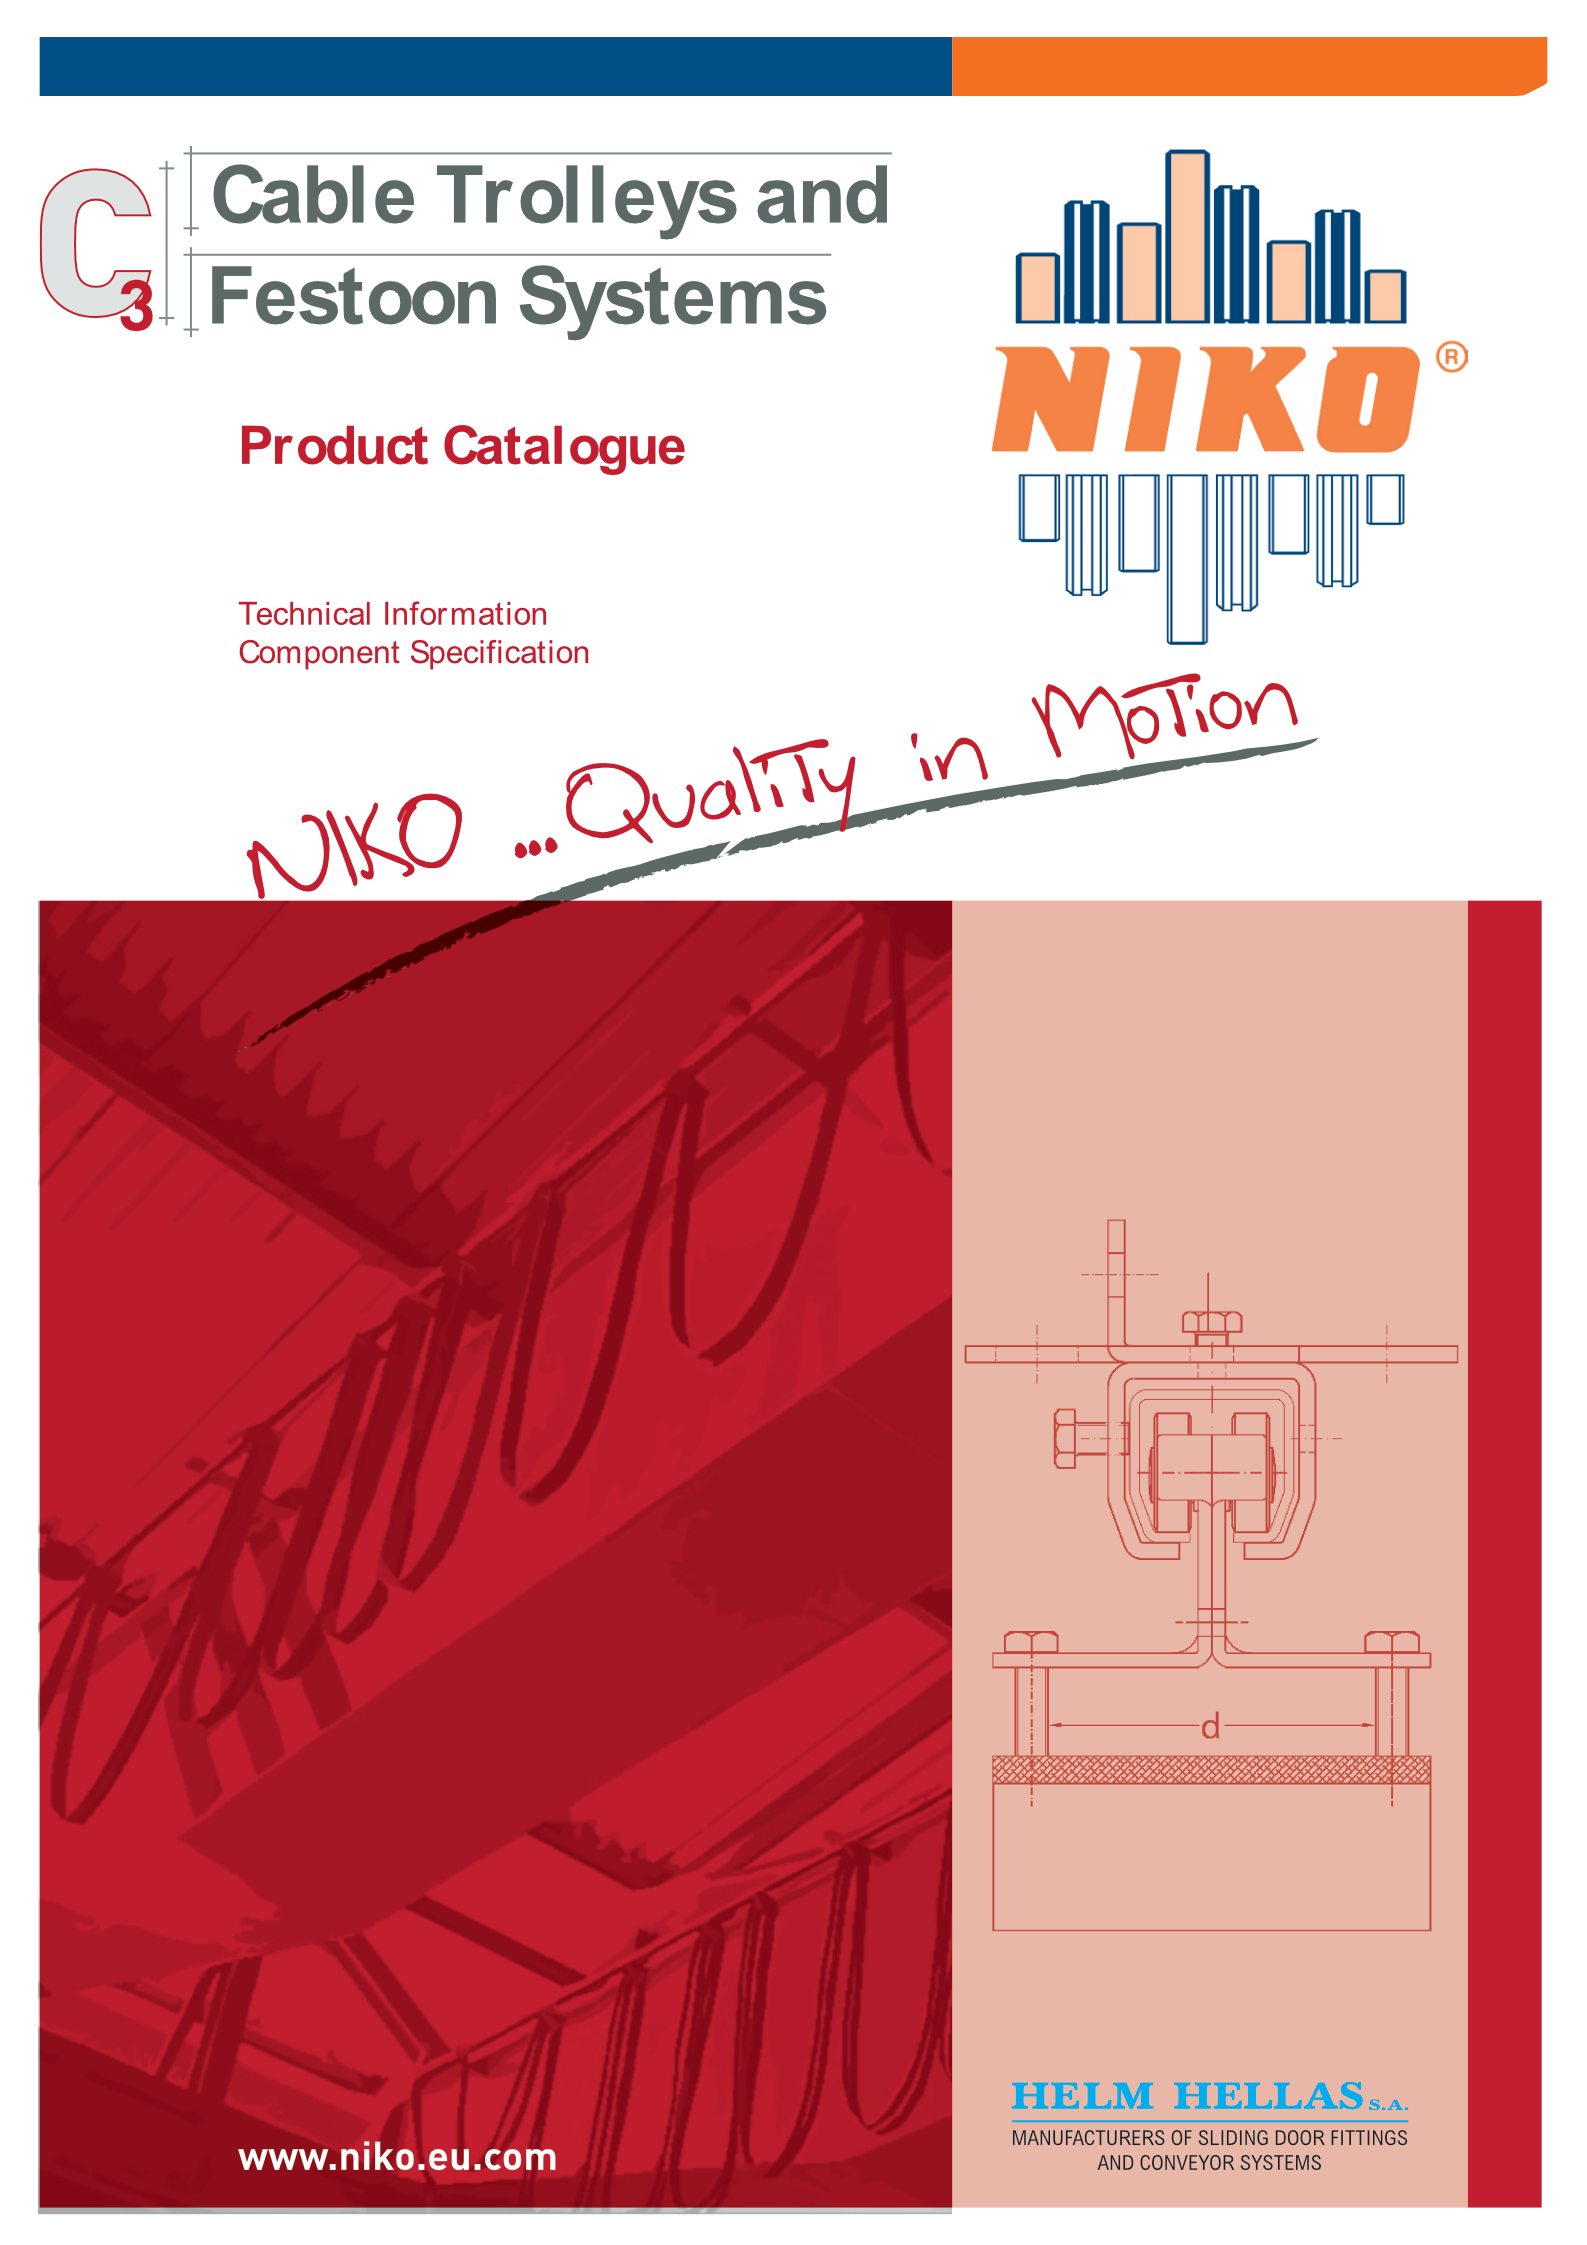 C3
Cable Trolleys and
Festoon Systems
NIKO®
Product Catalogue
Technical Information
Component Specification
NIKO ...Quality in Motion
d
HELM HELLAS S.A.
MANUFACTURERS OF SLIDING DOOR FITTINGS
AND CONVEYOR SYSTEMS
www.niko.eu.com